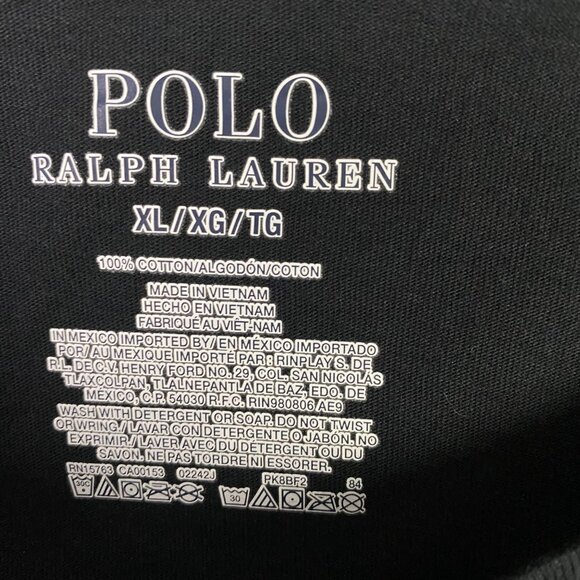 POLO
RALPH LAUREN
XL/XG/TG
100% COTTON/ALGODÓN/COTON
MADE IN VIETNAM
HECHO EN VIETNAM
FABRIQUÉ AU VIÊT-NAM
IN MEXICO IMPORTED BY/ EN MÉXICO IMPORTADO
POR/ AU MEXIQUE IMPORTÉ PAR : RINPLAY S. DE
R.L. DE C.V. HENRY FORD NO. 29, COL. SAN NICOLÁS
TLAXCOLPAN, TLALNEPANTLA DE BAZ, EDO. DE
MÉXICO, C.P. 54030 R.F.C. RIN980806 AE9
WASH WITH DETERGENT OR SOAP. DO NOT TWIST
OR WRING/ LAVAR CON DETERGENTE O JABÓN. NO
EXPRIMIR/ LAVER AVEC DU DÉTERGENT OU DU
SAVON. NE PAS TORDRE NI ESSORER.
RN15763 CA00153 02242J PK8BF2 84
30C 30